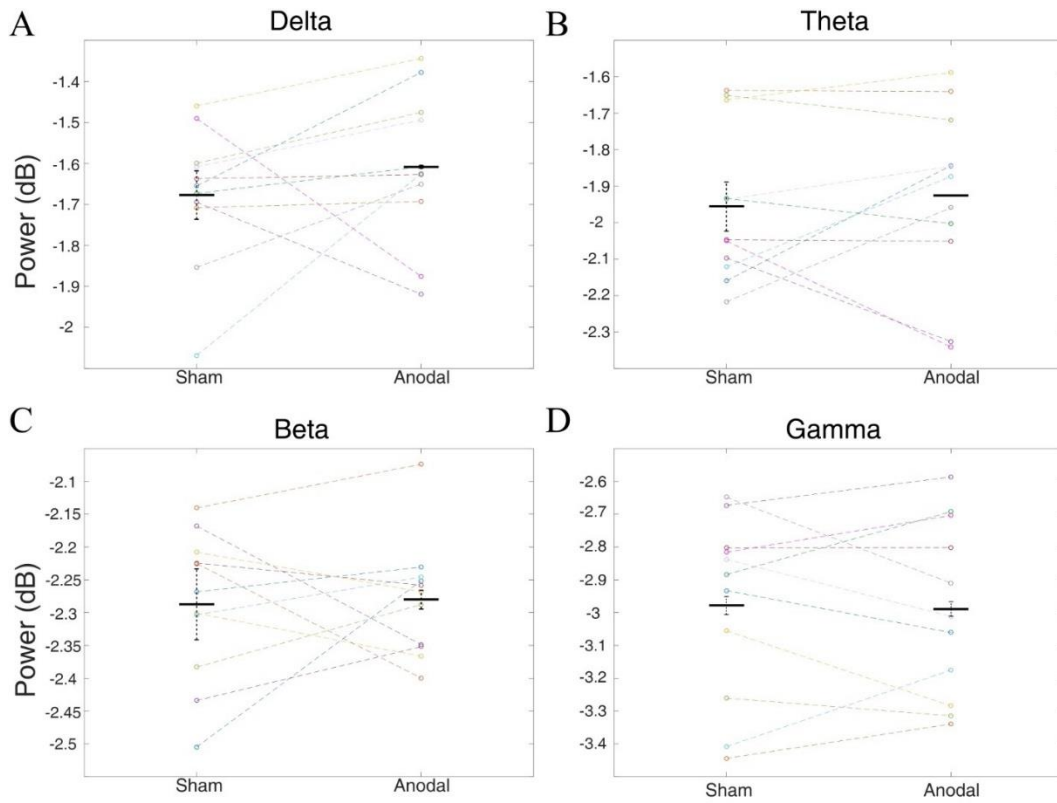 A
Delta
Power (dB)
-1.4
-1.5
-1.6
-1.7
-1.8
-1.9
-2
Sham
Anodal
B
Theta
-1.6
-1.7
-1.8
-1.9
-2
-2.1
-2.2
-2.3
Sham
Anodal
C
Beta
Power (dB)
-2.1
-2.15
-2.2
-2.25
-2.3
-2.35
-2.4
-2.45
-2.5
Sham
Anodal
D
Gamma
-2.6
-2.7
-2.8
-2.9
-3
-3.1
-3.2
-3.3
-3.4
Sham
Anodal